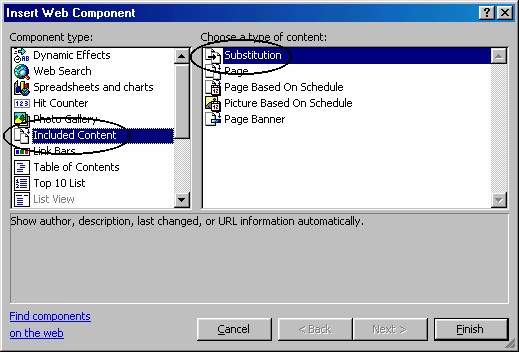 Insert Web Component
Component type:
Dynamic Effects
Web Search
Spreadsheets and charts
Hit Counter
Photo Gallery
Included Content
Link Bars
Table of Contents
Top 10 List
List View
Choose a type of content:
Substitution
Page
Page Based On Schedule
Picture Based On Schedule
Page Banner
Show author, description, last changed, or URL information automatically.
Find components
on the web
Cancel
< Back
Next >
Finish